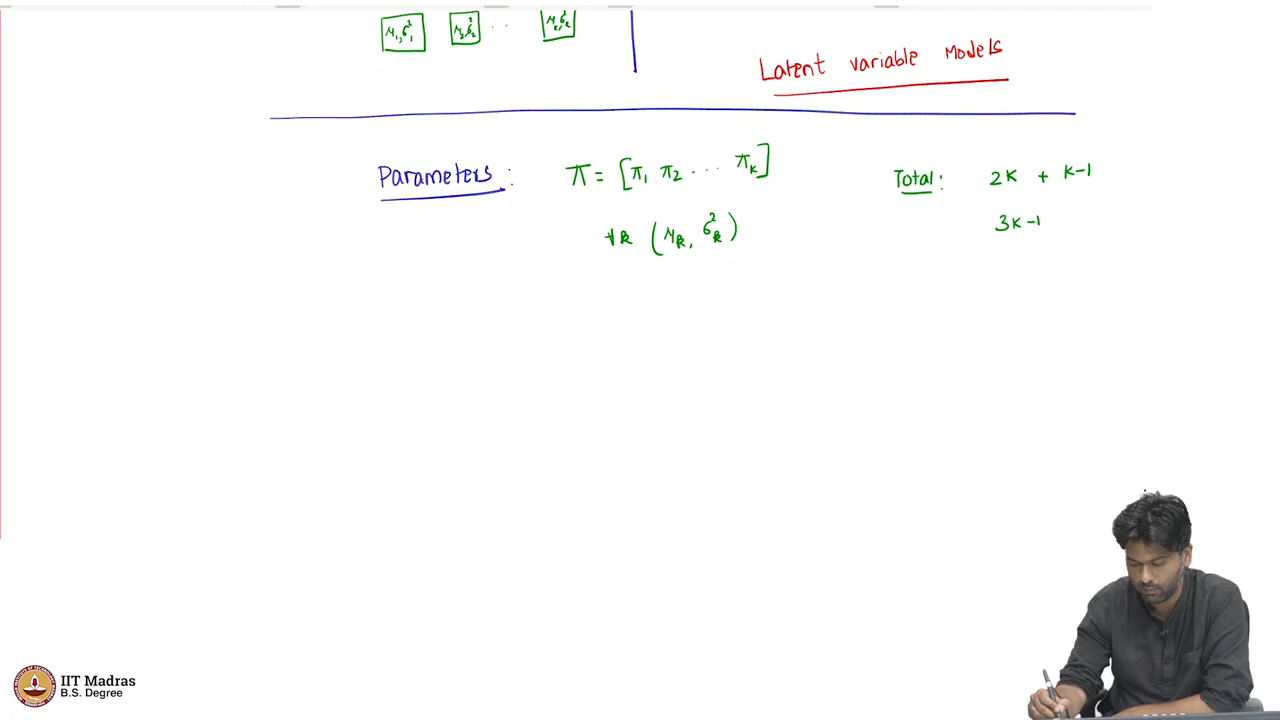 μ₁, σ₁² μ₂, σ₂² .. μₖ, σₖ²
Latent variable models
Parameters : π = [π₁ π₂ ... πₖ] Total : 2K + K-1
∀k (μₖ, σₖ²) 3K-1
IIT Madras
B.S. Degree